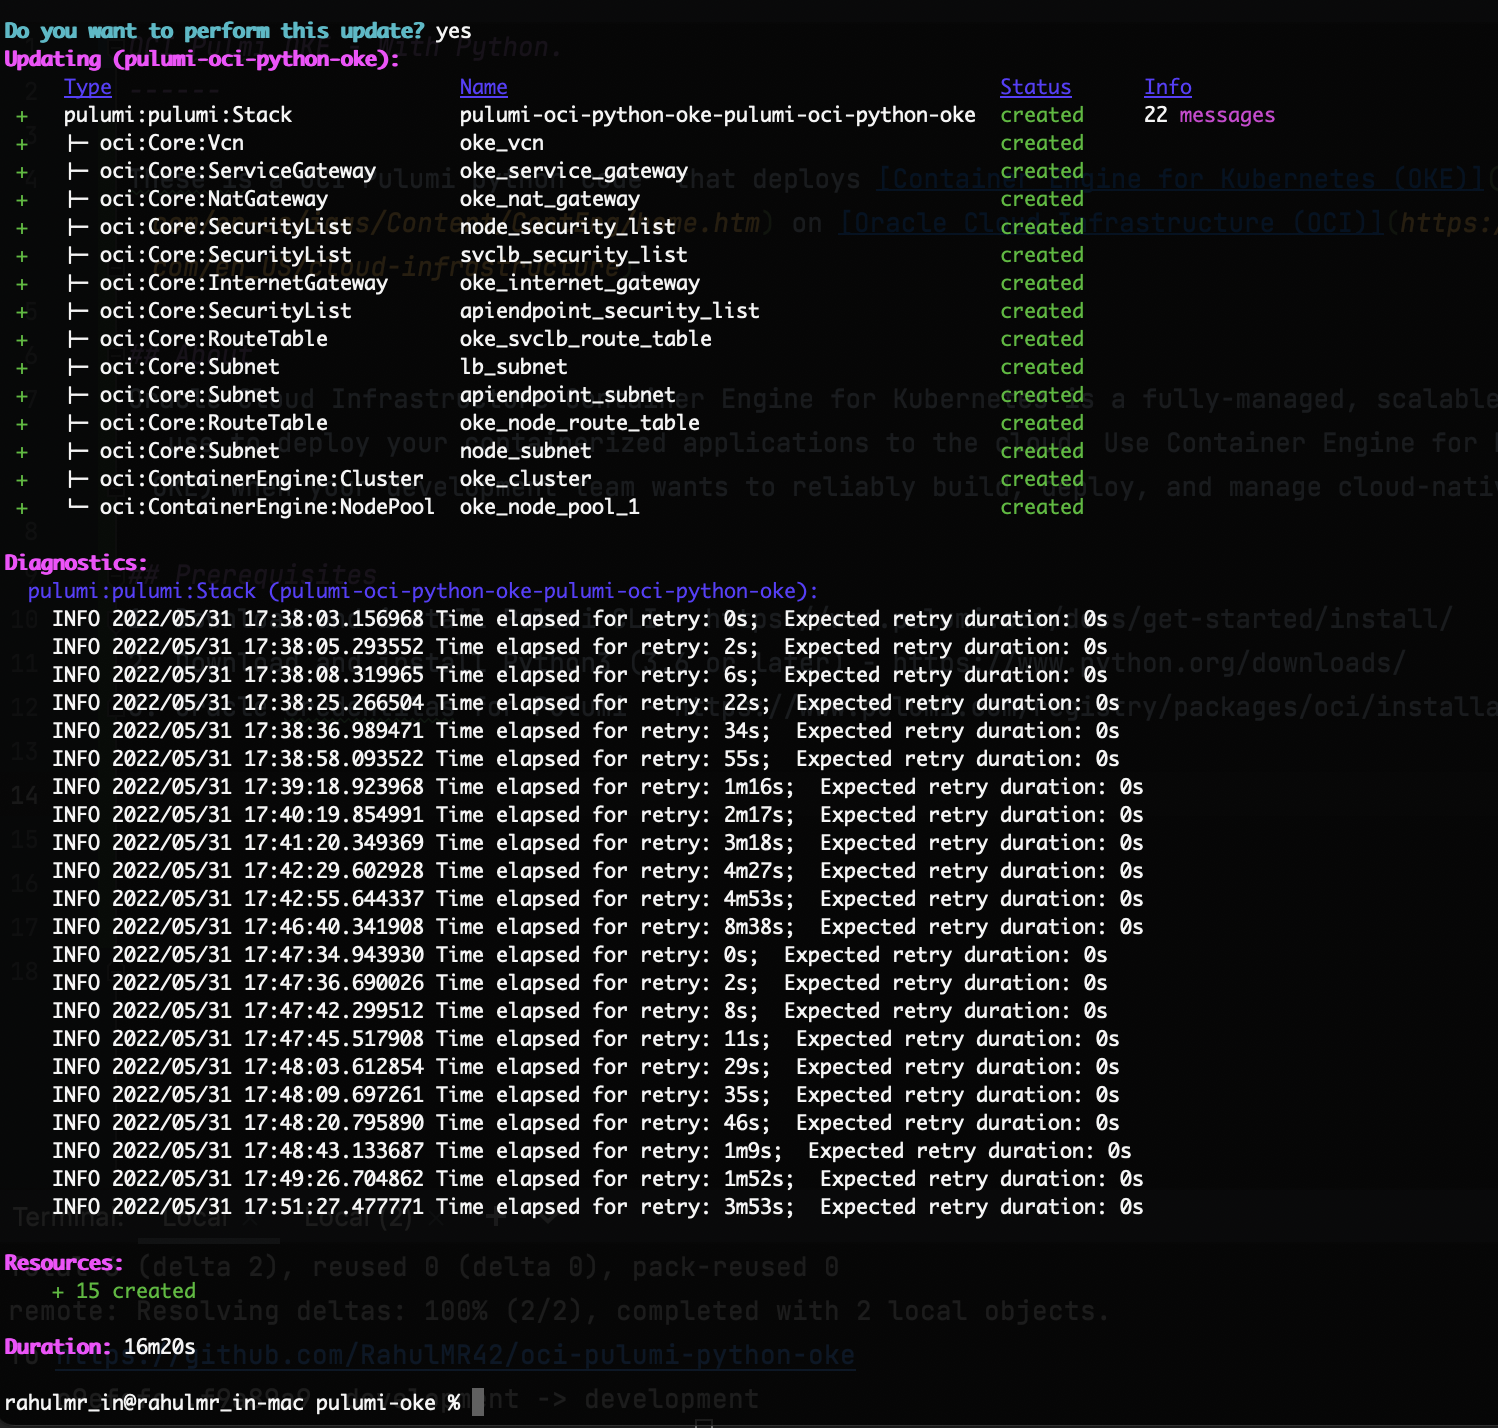 Do you want to perform this update? yes
Updating (pulumi-oci-python-oke):
Type Name Status Info
+ pulumi:pulumi:Stack pulumi-oci-python-oke-pulumi-oci-python-oke created 22 messages
+ ├─ oci:Core:Vcn oke_vcn created
+ ├─ oci:Core:ServiceGateway oke_service_gateway created
+ ├─ oci:Core:NatGateway oke_nat_gateway created
+ ├─ oci:Core:SecurityList node_security_list created
+ ├─ oci:Core:SecurityList svclb_security_list created
+ ├─ oci:Core:InternetGateway oke_internet_gateway created
+ ├─ oci:Core:SecurityList apiendpoint_security_list created
+ ├─ oci:Core:RouteTable oke_svclb_route_table created
+ ├─ oci:Core:Subnet lb_subnet created
+ ├─ oci:Core:Subnet apiendpoint_subnet created
+ ├─ oci:Core:RouteTable oke_node_route_table created
+ ├─ oci:Core:Subnet node_subnet created
+ ├─ oci:ContainerEngine:Cluster oke_cluster created
+ └─ oci:ContainerEngine:NodePool oke_node_pool_1 created
Diagnostics:
pulumi:pulumi:Stack (pulumi-oci-python-oke-pulumi-oci-python-oke):
INFO 2022/05/31 17:38:03.156968 Time elapsed for retry: 0s; Expected retry duration: 0s
INFO 2022/05/31 17:38:05.293552 Time elapsed for retry: 2s; Expected retry duration: 0s
INFO 2022/05/31 17:38:08.319965 Time elapsed for retry: 6s; Expected retry duration: 0s
INFO 2022/05/31 17:38:25.266504 Time elapsed for retry: 22s; Expected retry duration: 0s
INFO 2022/05/31 17:38:36.989471 Time elapsed for retry: 34s; Expected retry duration: 0s
INFO 2022/05/31 17:38:58.093522 Time elapsed for retry: 55s; Expected retry duration: 0s
INFO 2022/05/31 17:39:18.923968 Time elapsed for retry: 1m16s; Expected retry duration: 0s
INFO 2022/05/31 17:40:19.854991 Time elapsed for retry: 2m17s; Expected retry duration: 0s
INFO 2022/05/31 17:41:20.349369 Time elapsed for retry: 3m18s; Expected retry duration: 0s
INFO 2022/05/31 17:42:29.602928 Time elapsed for retry: 4m27s; Expected retry duration: 0s
INFO 2022/05/31 17:42:55.644337 Time elapsed for retry: 4m53s; Expected retry duration: 0s
INFO 2022/05/31 17:46:40.341908 Time elapsed for retry: 8m38s; Expected retry duration: 0s
INFO 2022/05/31 17:47:34.943930 Time elapsed for retry: 0s; Expected retry duration: 0s
INFO 2022/05/31 17:47:36.690026 Time elapsed for retry: 2s; Expected retry duration: 0s
INFO 2022/05/31 17:47:42.299512 Time elapsed for retry: 8s; Expected retry duration: 0s
INFO 2022/05/31 17:47:45.517908 Time elapsed for retry: 11s; Expected retry duration: 0s
INFO 2022/05/31 17:48:03.612854 Time elapsed for retry: 29s; Expected retry duration: 0s
INFO 2022/05/31 17:48:09.697261 Time elapsed for retry: 35s; Expected retry duration: 0s
INFO 2022/05/31 17:48:20.795890 Time elapsed for retry: 46s; Expected retry duration: 0s
INFO 2022/05/31 17:48:43.133687 Time elapsed for retry: 1m9s; Expected retry duration: 0s
INFO 2022/05/31 17:49:26.704862 Time elapsed for retry: 1m52s; Expected retry duration: 0s
INFO 2022/05/31 17:51:27.477771 Time elapsed for retry: 3m53s; Expected retry duration: 0s
Resources:
+ 15 created
Duration: 16m20s
rahulmr_in@rahulmr_in-mac pulumi-oke %